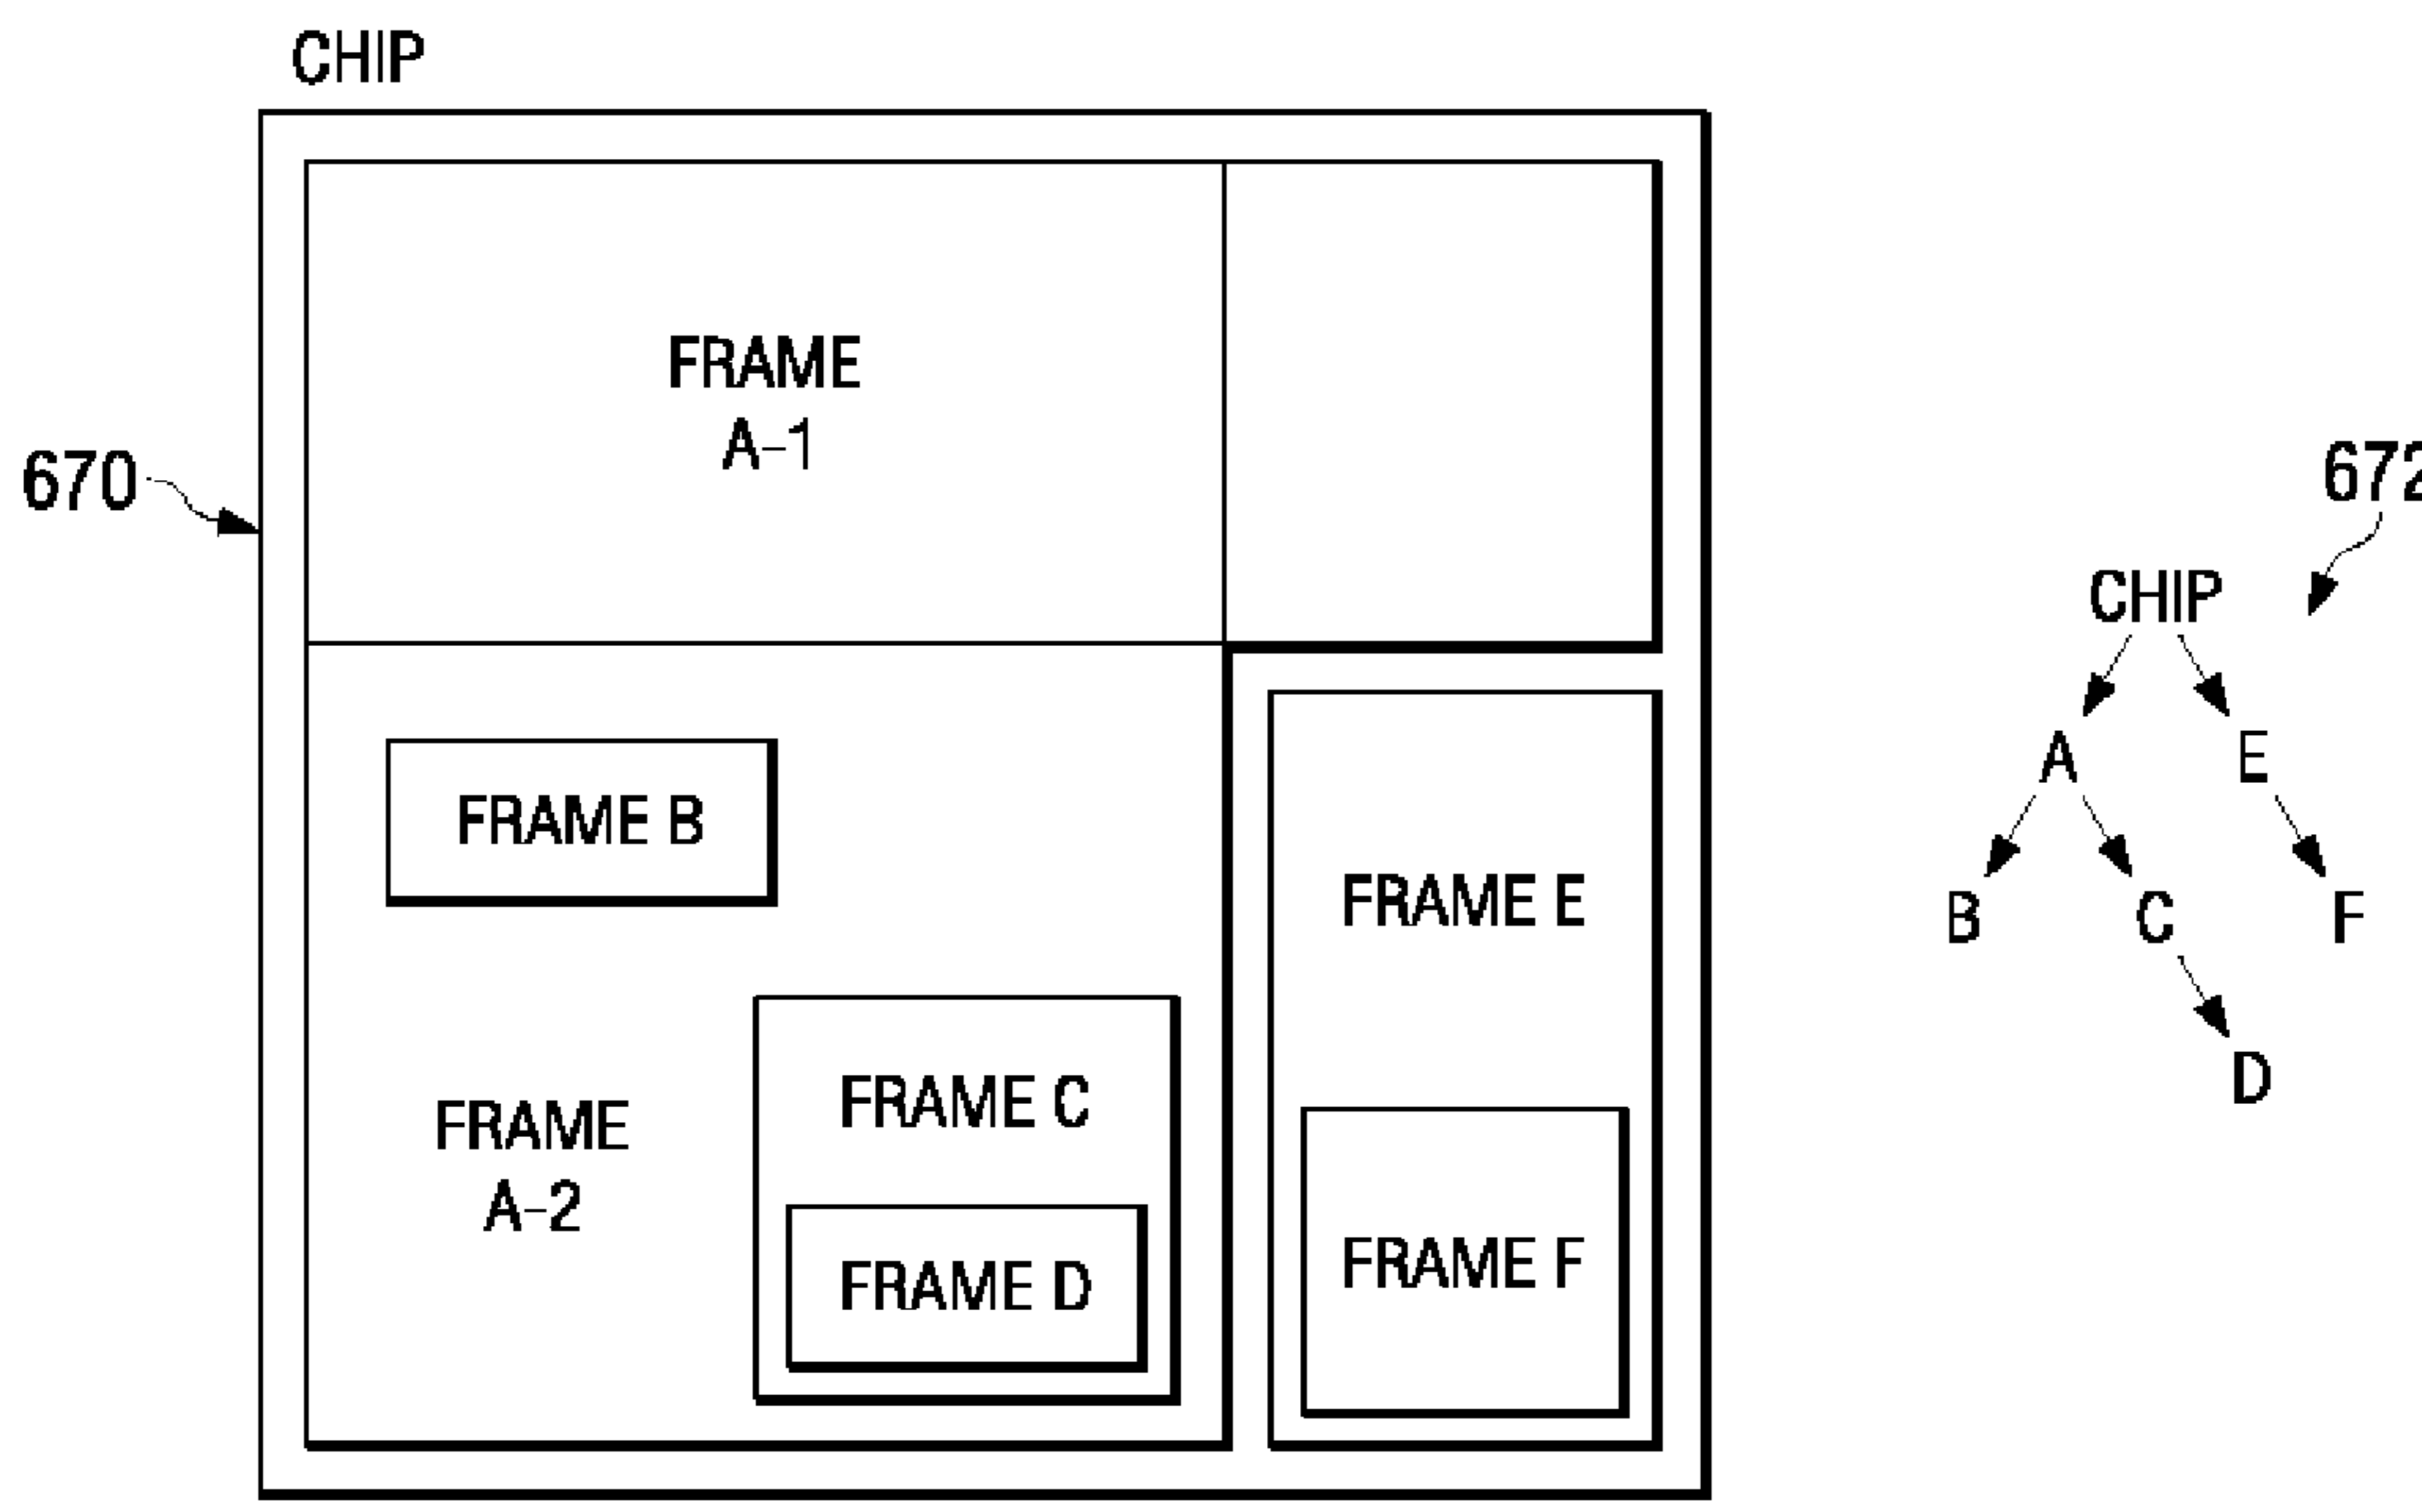 CHIP
FRAME
A-1
670
672
CHIP
A E
FRAME B
FRAME E
B C F
FRAME C
FRAME
A-2
D
FRAME D
FRAME F